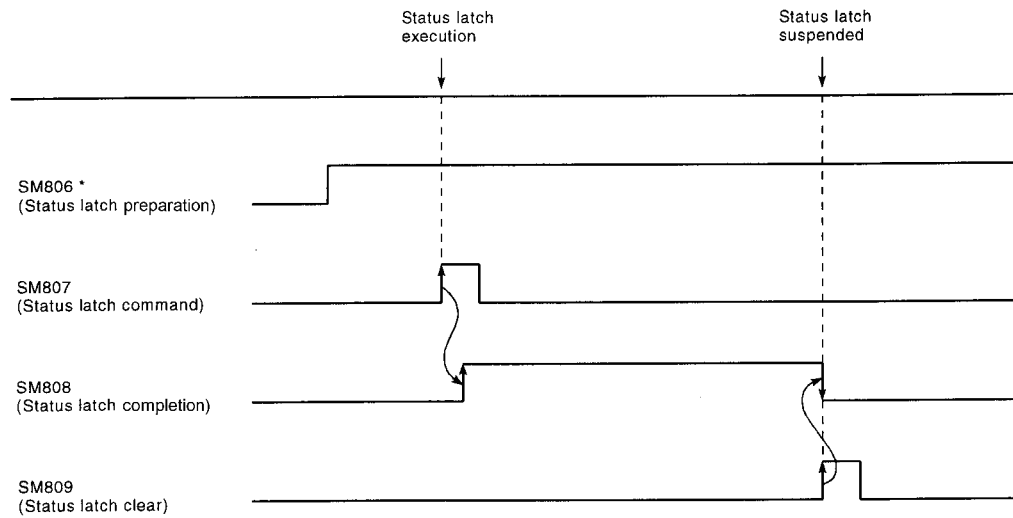 Status latch
execution
Status latch
suspended
SM806 *
(Status latch preparation)
SM807
(Status latch command)
SM808
(Status latch completion)
SM809
(Status latch clear)